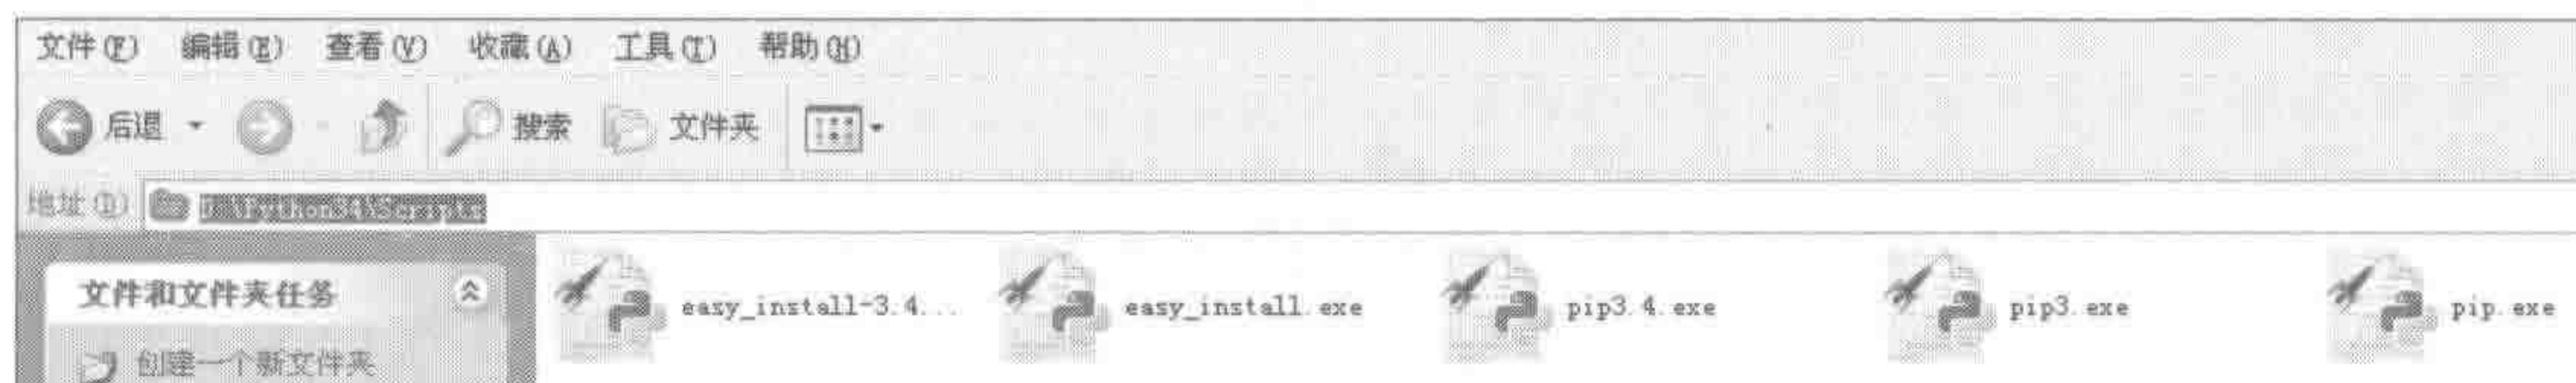 文件(F) 编辑(E) 查看(V) 收藏(A) 工具(T) 帮助(H)
后退 搜索 文件夹
地址(D) \Python34\Scripts
文件和文件夹任务 easy_install-3.4... easy_install.exe pip3.4.exe pip3.exe pip.exe
创建一个新文件夹